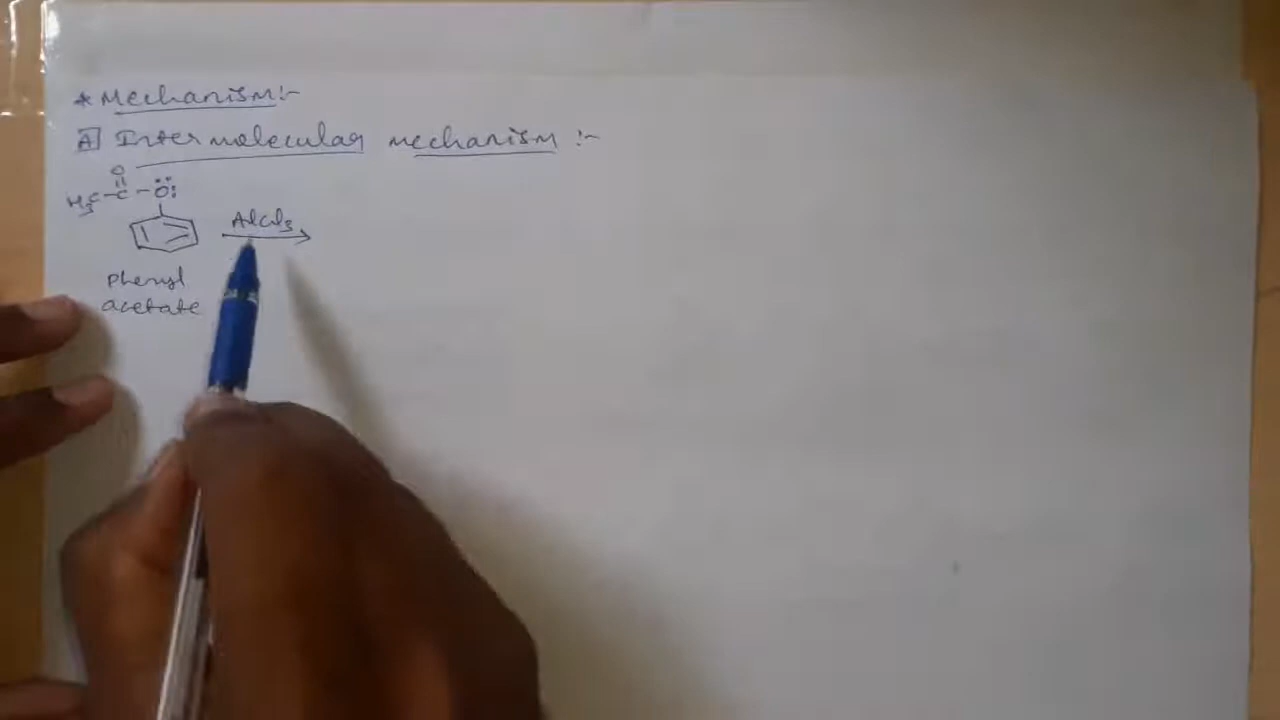 * Mechanism:-
A Intermolecular mechanism :-
O
H3C-C-O:
AlCl3
Phenyl
acetate